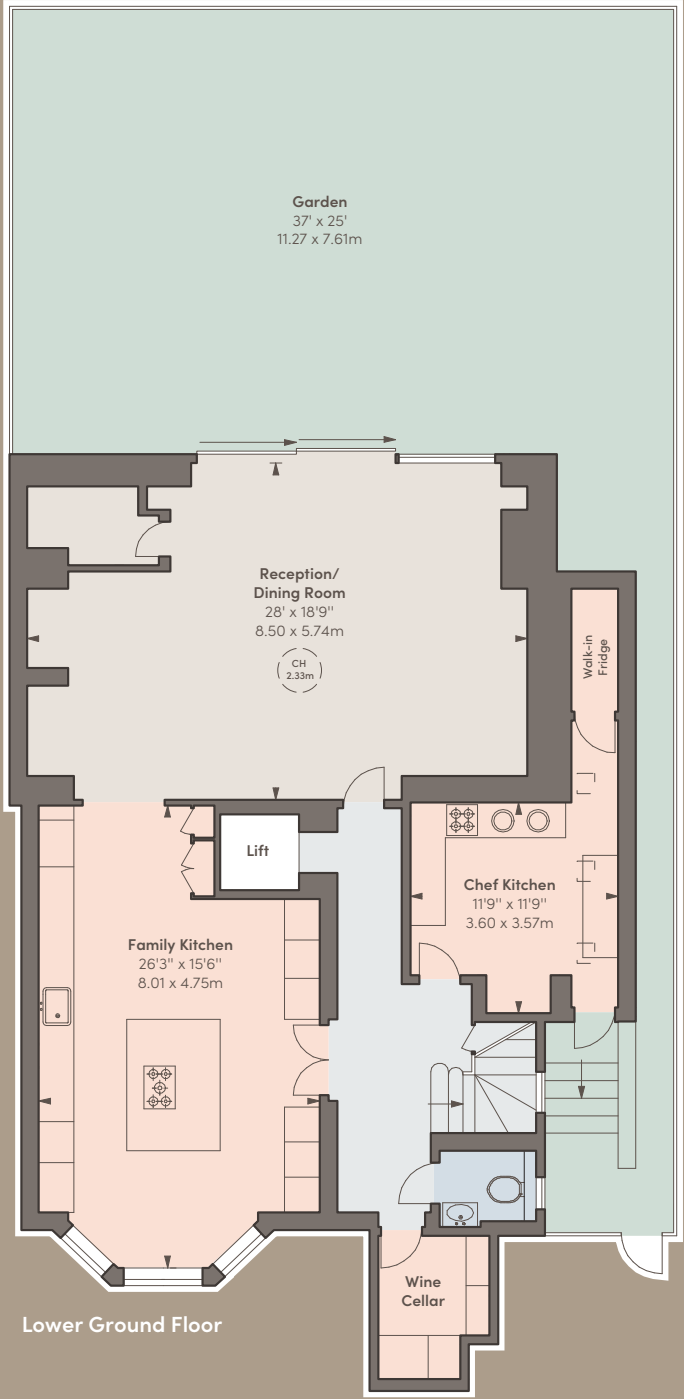 Garden
37' x 25'
11.27 x 7.61m
Reception/
Dining Room
28' x 18'9"
8.50 x 5.74m
CH
2.33m
Walk-in
Fridge
Lift
Chef Kitchen
11'9" x 11'9"
3.60 x 3.57m
Family Kitchen
26'3" x 15'6"
8.01 x 4.75m
Wine
Cellar
Lower Ground Floor